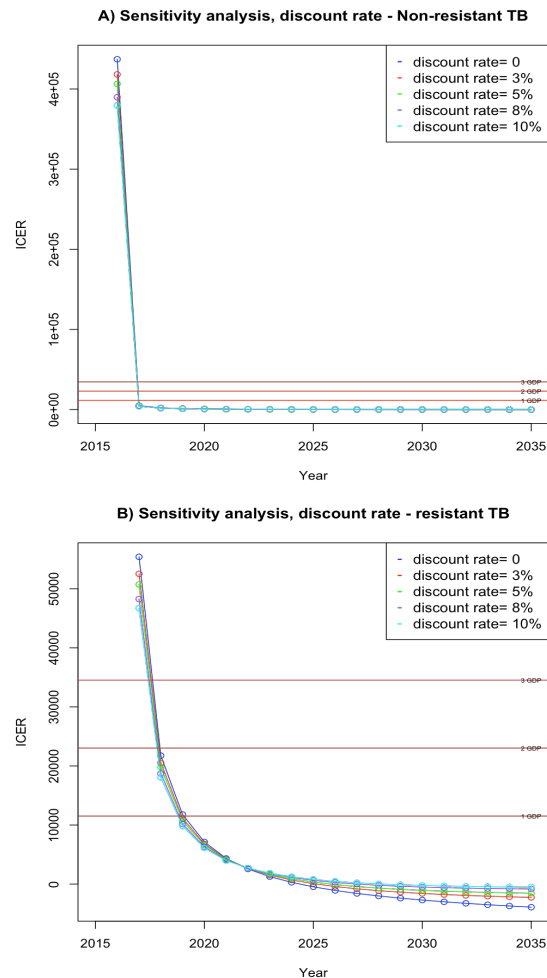 A) Sensitivity analysis, discount rate - Non-resistant TB
discount rate= 0
discount rate= 3%
discount rate= 5%
discount rate= 8%
discount rate= 10%
ICER
4e+05
3e+05
2e+05
1e+05
0e+00
3 GDP
2 GDP
1 GDP
2015 2020 2025 2030 2035
Year
B) Sensitivity analysis, discount rate - resistant TB
discount rate= 0
discount rate= 3%
discount rate= 5%
discount rate= 8%
discount rate= 10%
ICER
50000
40000
30000
20000
10000
0
3 GDP
2 GDP
1 GDP
2015 2020 2025 2030 2035
Year